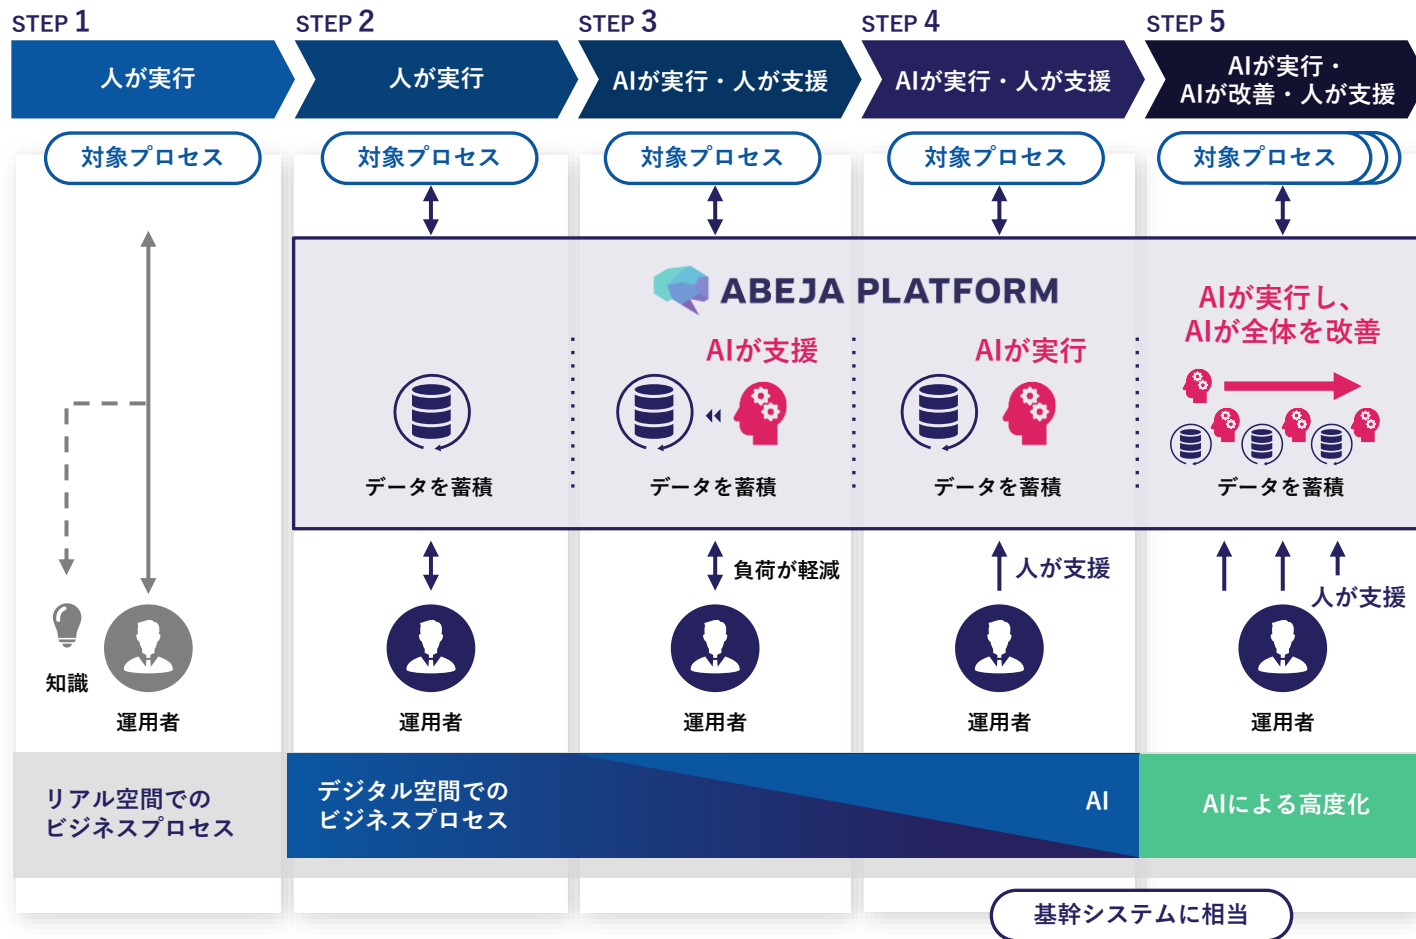 STEP 1
STEP 2
STEP 3
STEP 4
STEP 5
人が実行
人が実行
AIが実行・人が支援
AIが実行・人が支援
AIが実行・
AIが改善・人が支援
対象プロセス
対象プロセス
対象プロセス
対象プロセス
対象プロセス
ABEJA PLATFORM
AIが支援
AIが実行
AIが実行し、
AIが全体を改善
データを蓄積
データを蓄積
データを蓄積
データを蓄積
負荷が軽減
人が支援
人が支援
知識
運用者
運用者
運用者
運用者
運用者
リアル空間での
ビジネスプロセス
デジタル空間での
ビジネスプロセス
AI
AIによる高度化
基幹システムに相当